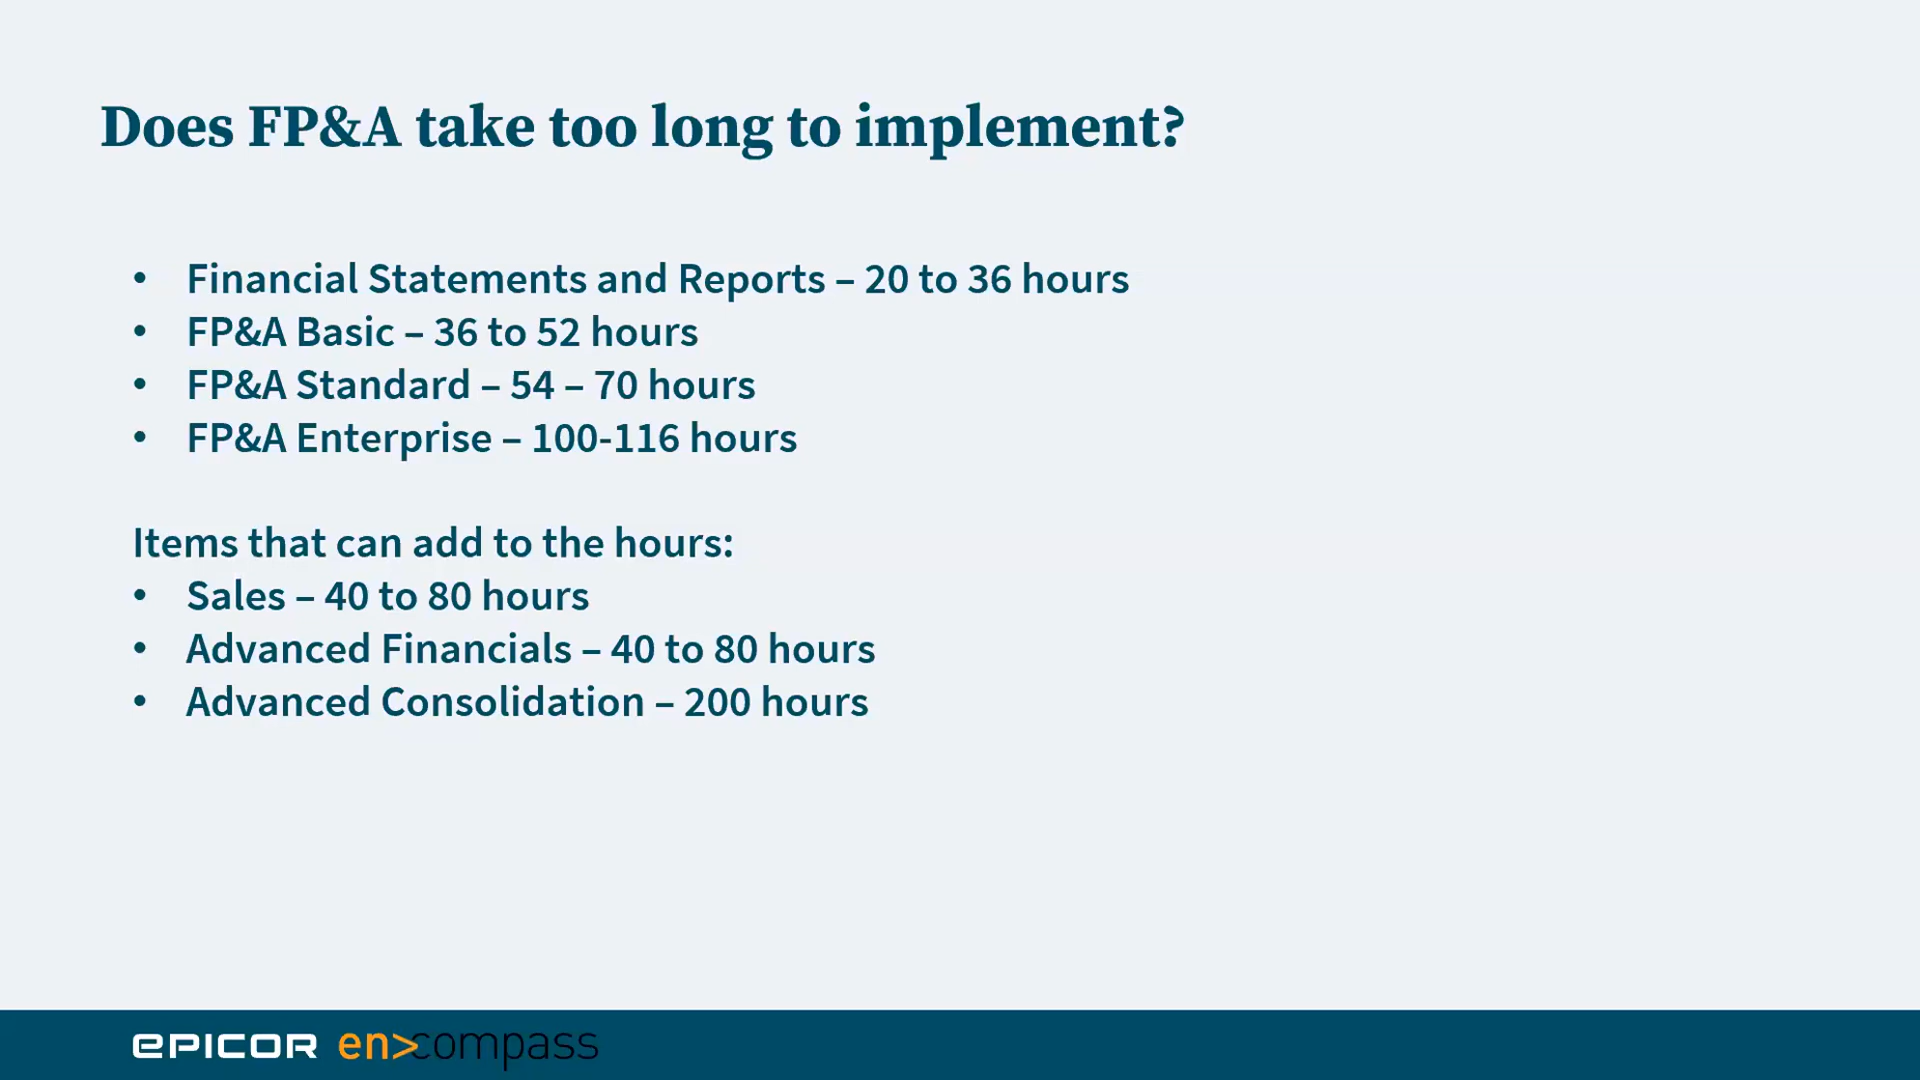 Does FP&A take too long to implement?
• Financial Statements and Reports – 20 to 36 hours
• FP&A Basic – 36 to 52 hours
• FP&A Standard – 54 – 70 hours
• FP&A Enterprise – 100-116 hours
Items that can add to the hours:
• Sales – 40 to 80 hours
• Advanced Financials – 40 to 80 hours
• Advanced Consolidation – 200 hours
EPICOR en>compass